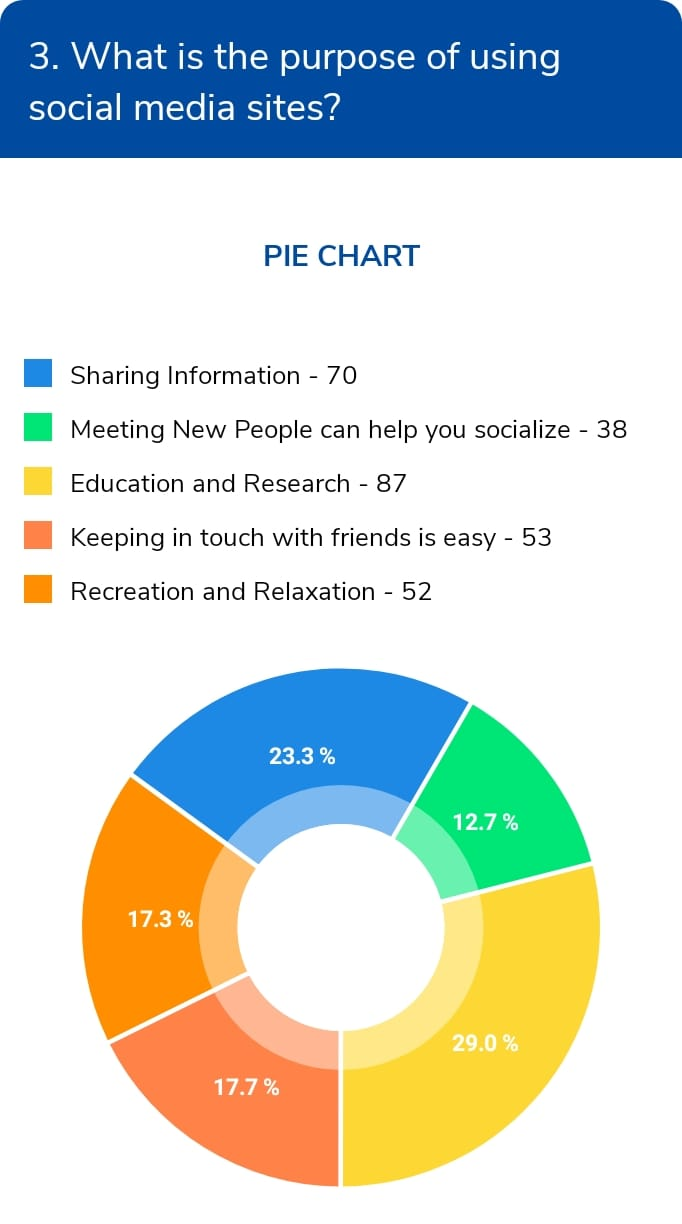 3. What is the purpose of using
social media sites?
PIE CHART
Sharing Information - 70
Meeting New People can help you socialize - 38
Education and Research - 87
Keeping in touch with friends is easy - 53
Recreation and Relaxation - 52
23.3 %
12.7 %
17.3 %
29.0 %
17.7 %